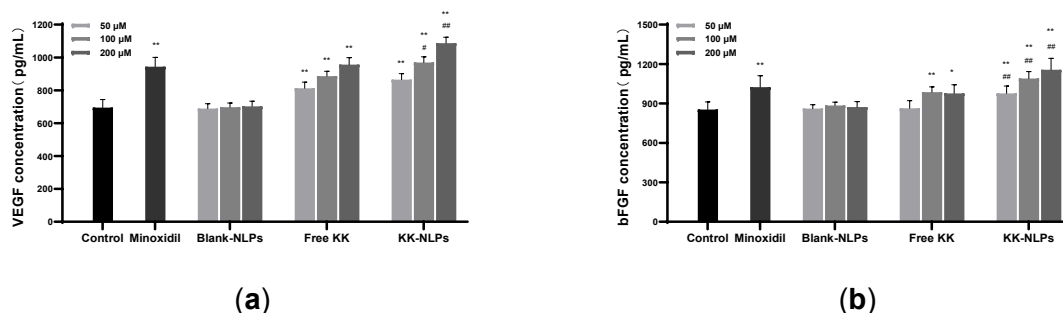 VEGF concentration( pg/mL)
1200
1000
800
600
400
200
0
50 μM
100 μM
200 μM
**
** ** **
** ** **
# ##
Control Minoxidil Blank-NLPs Free KK KK-NLPs
(a)
bFGF concentration( pg/mL)
1500
1200
900
600
300
0
50 μM
100 μM
200 μM
**
** *
** ** **
## ## ##
Control Minoxidil Blank-NLPs Free KK KK-NLPs
(b)